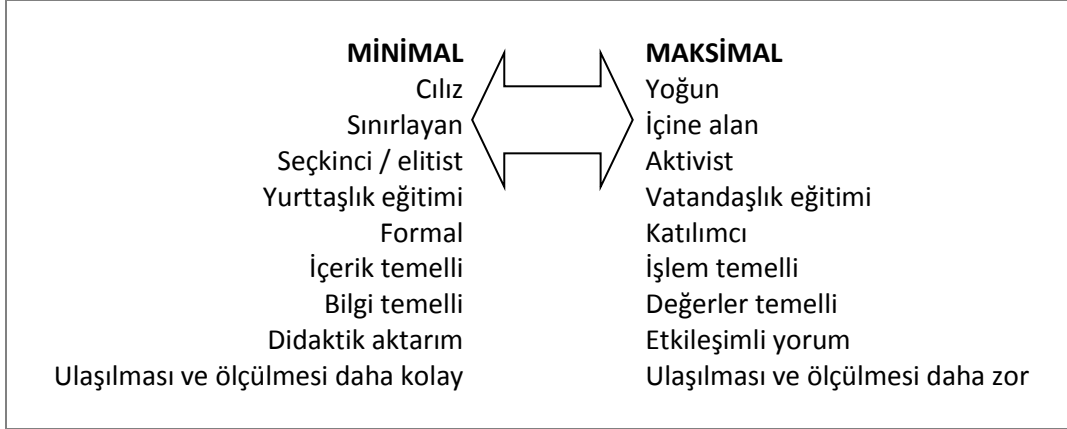 MİNİMAL MAKSİMAL
Cılız Yoğun
Sınırlayan İçine alan
Seçkinci / elitist Aktivist
Yurttaşlık eğitimi Vatandaşlık eğitimi
Formal Katılımcı
İçerik temelli İşlem temelli
Bilgi temelli Değerler temelli
Didaktik aktarım Etkileşimli yorum
Ulaşılması ve ölçülmesi daha kolay Ulaşılması ve ölçülmesi daha zor